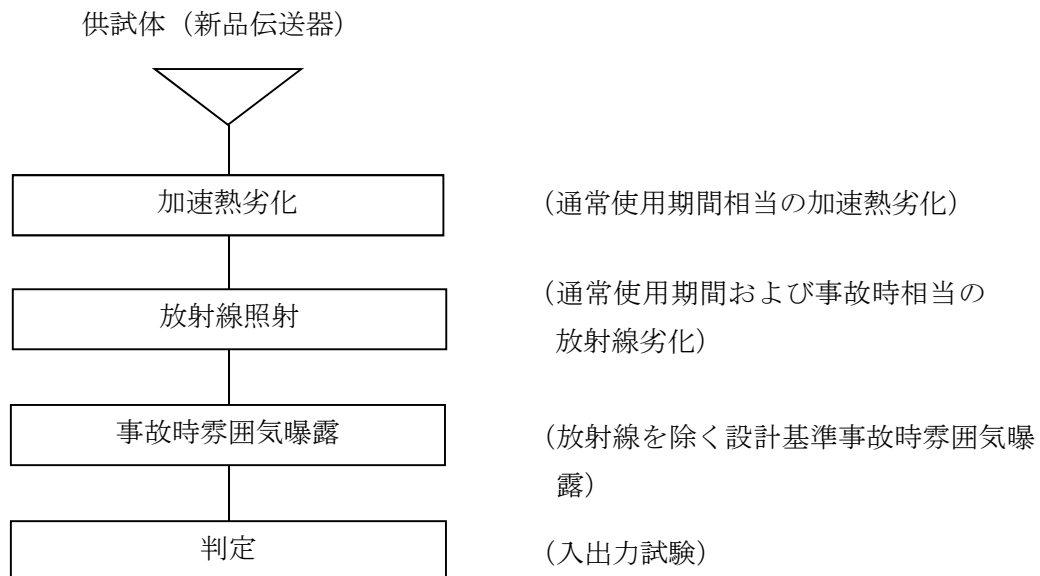 供試体（新品伝送器）
加速熱劣化
（通常使用期間相当の加速熱劣化）
放射線照射
（通常使用期間および事故時相当の
放射線劣化）
事故時雰囲気曝露
（放射線を除く設計基準事故時雰囲気曝
露）
判定
（入出力試験）